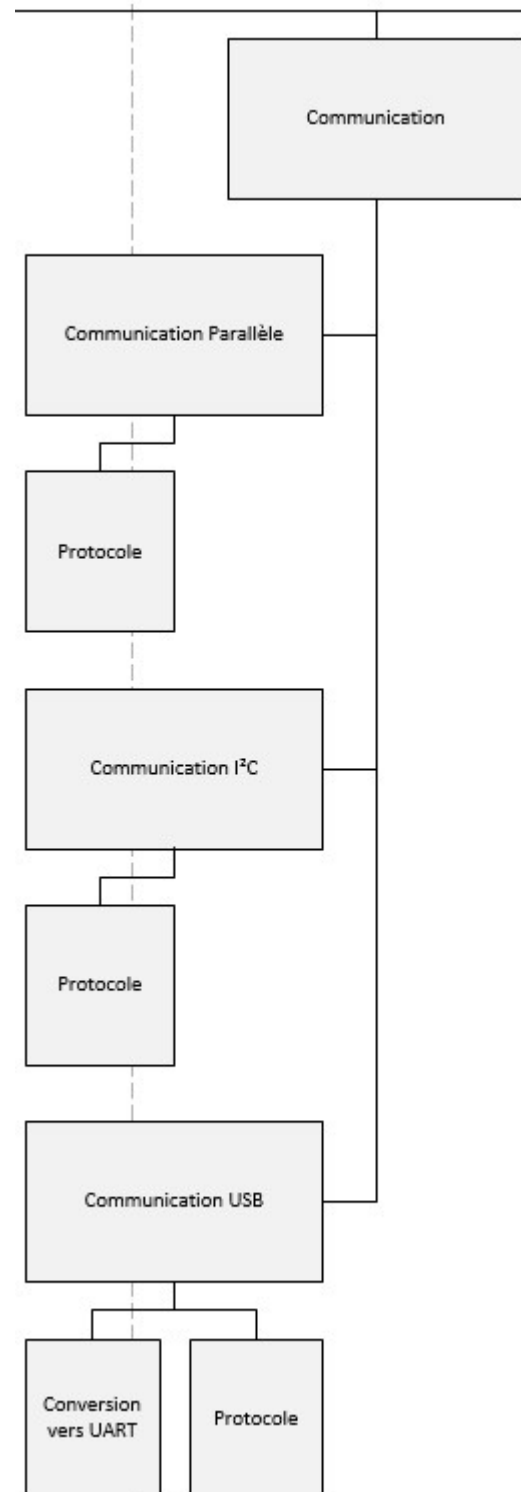 Communication
Communication Parallèle
Protocole
Communication I²C
Protocole
Communication USB
Conversion
vers UART
Protocole